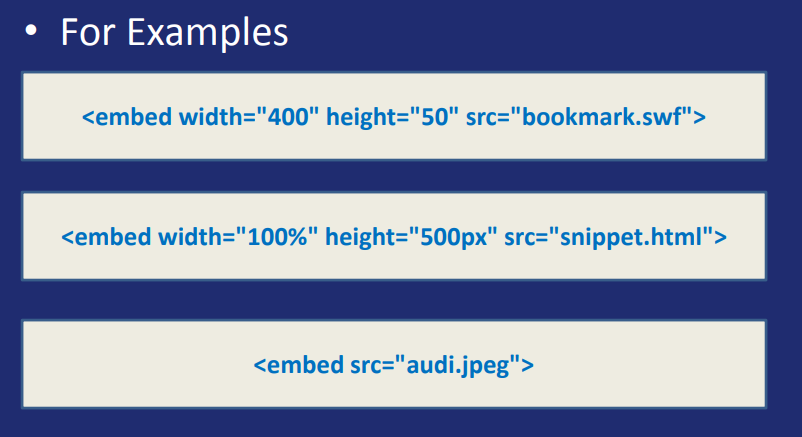 • For Examples
<embed width="400" height="50" src="bookmark.swf">
<embed width="100%" height="500px" src="snippet.html">
<embed src="audi.jpeg">